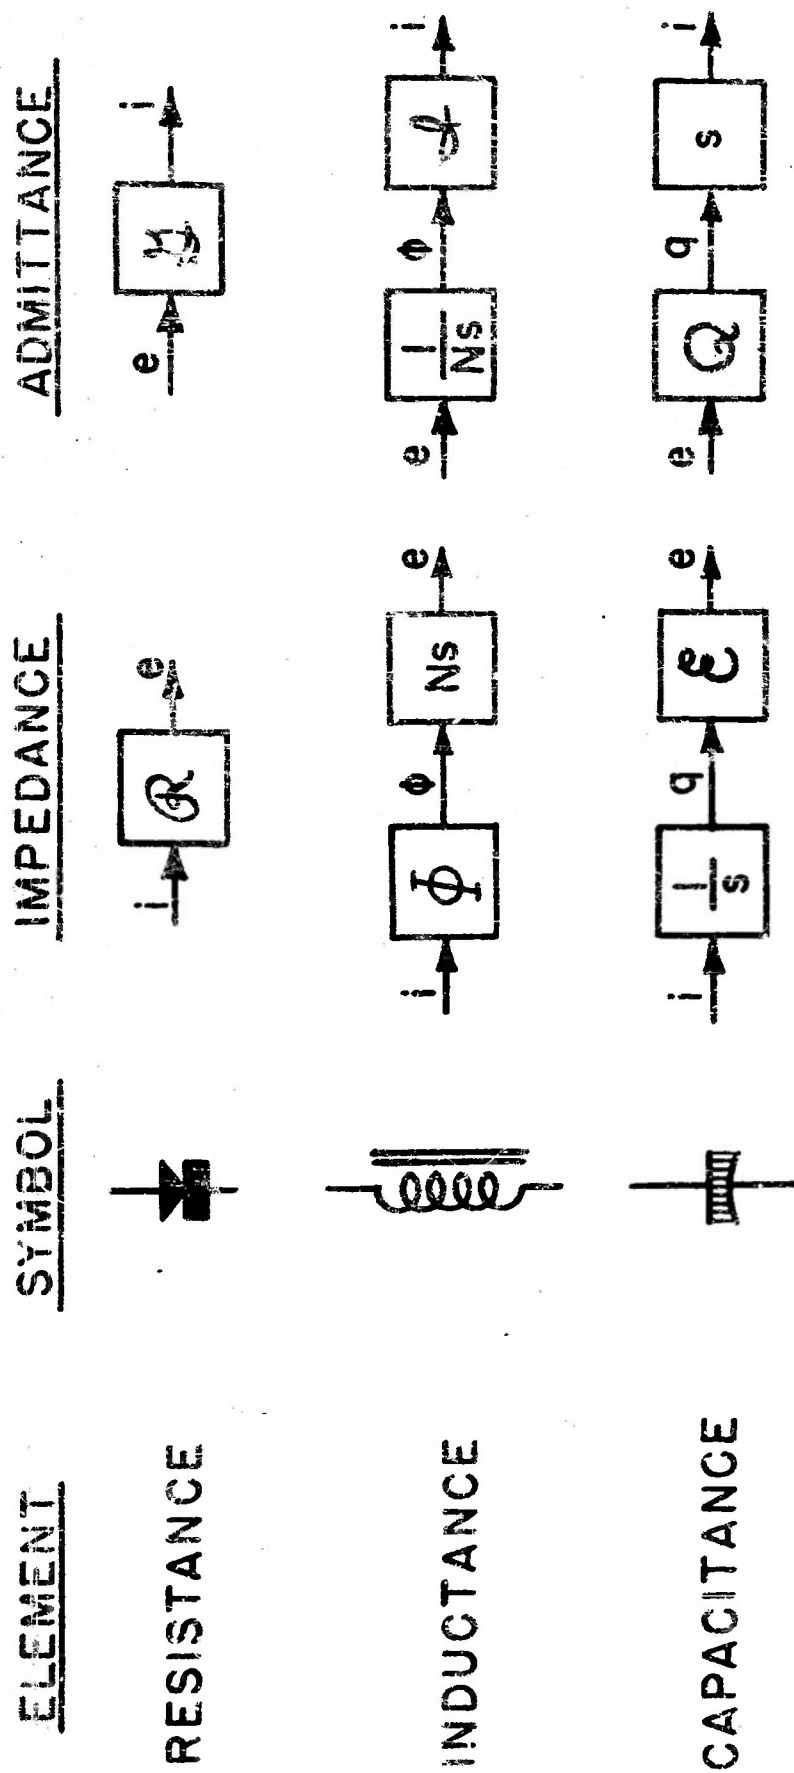 ELEMENT SYMBOL IMPEDANCE ADMITTANCE
RESISTANCE i ℛ e e i
INDUCTANCE i Φ ϕ Ns e e 1/Ns ϕ i
CAPACITANCE i 1/s q ℰ e e Q q s i